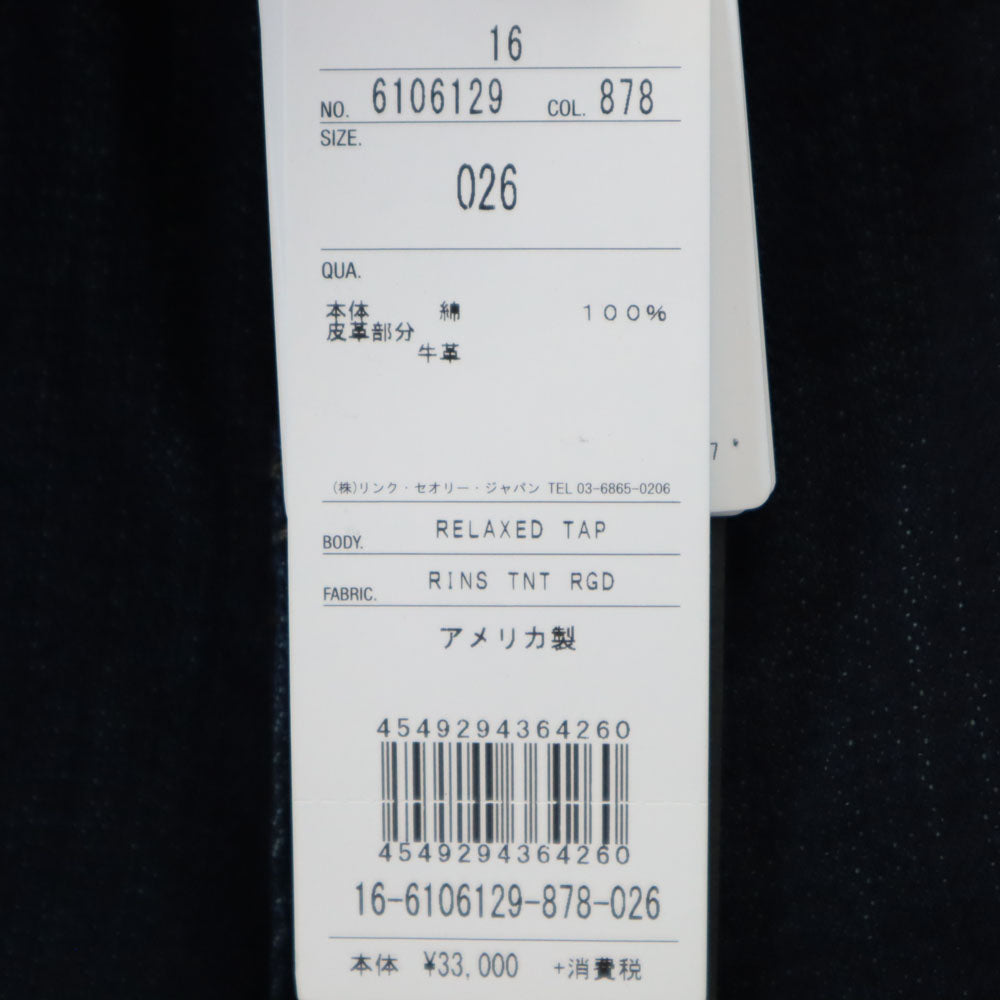 16
NO. 6106129 COL. 878
SIZE.
026
QUA.
本体 綿 100%
皮革部分
牛革
7
(株)リンク・セオリー・ジャパン TEL 03-6865-0206
BODY. RELAXED TAP
FABRIC. RINS TNT RGD
アメリカ製
4549294364260
4549294364260
16-6106129-878-026
本体 ¥33,000 +消費税